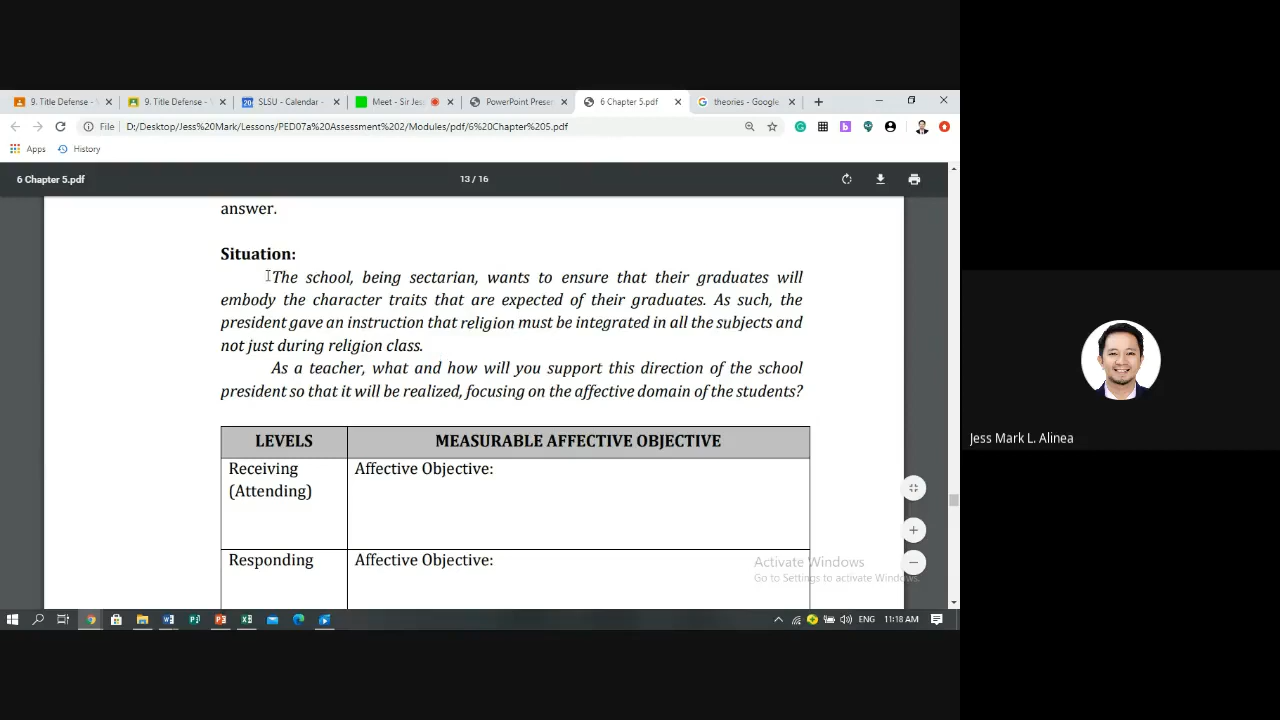 9. Title Defense -
9. Title Defense -
SLSU - Calendar -
Meet - Sir Jes
PowerPoint Preser
6 Chapter 5.pdf
theories - Google
File
D:/Desktop/Jess%20Mark/Lessons/PED07a%20Assessment%202/Modules/pdf/6%20Chapter%205.pdf
Apps
History
6 Chapter 5.pdf
13 / 16
answer.
Situation:
The school, being sectarian, wants to ensure that their graduates will
embody the character traits that are expected of their graduates. As such, the
president gave an instruction that religion must be integrated in all the subjects and
not just during religion class.
As a teacher, what and how will you support this direction of the school
president so that it will be realized, focusing on the affective domain of the students?
LEVELS
MEASURABLE AFFECTIVE OBJECTIVE
Receiving
(Attending)
Affective Objective:
Responding
Affective Objective:
Activate Windows
Go to Settings to activate Windows.
ENG
11:18 AM
Jess Mark L. Alinea